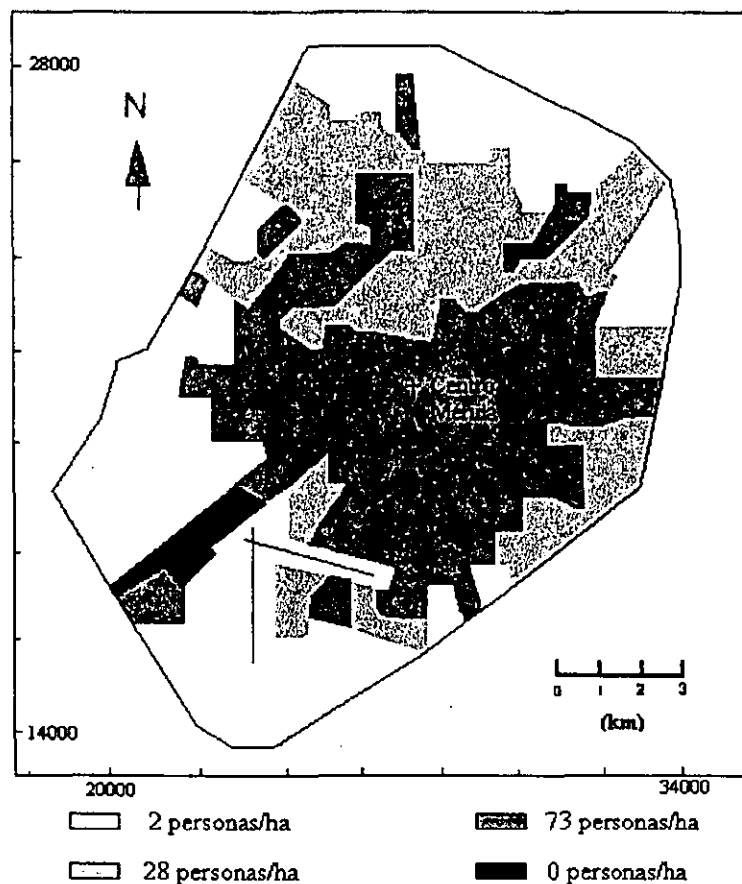 28000
N
Centro
Mérida
0 1 2 3
(km)
14000
20000
34000
2 personas/ha
73 personas/ha
28 personas/ha
0 personas/ha